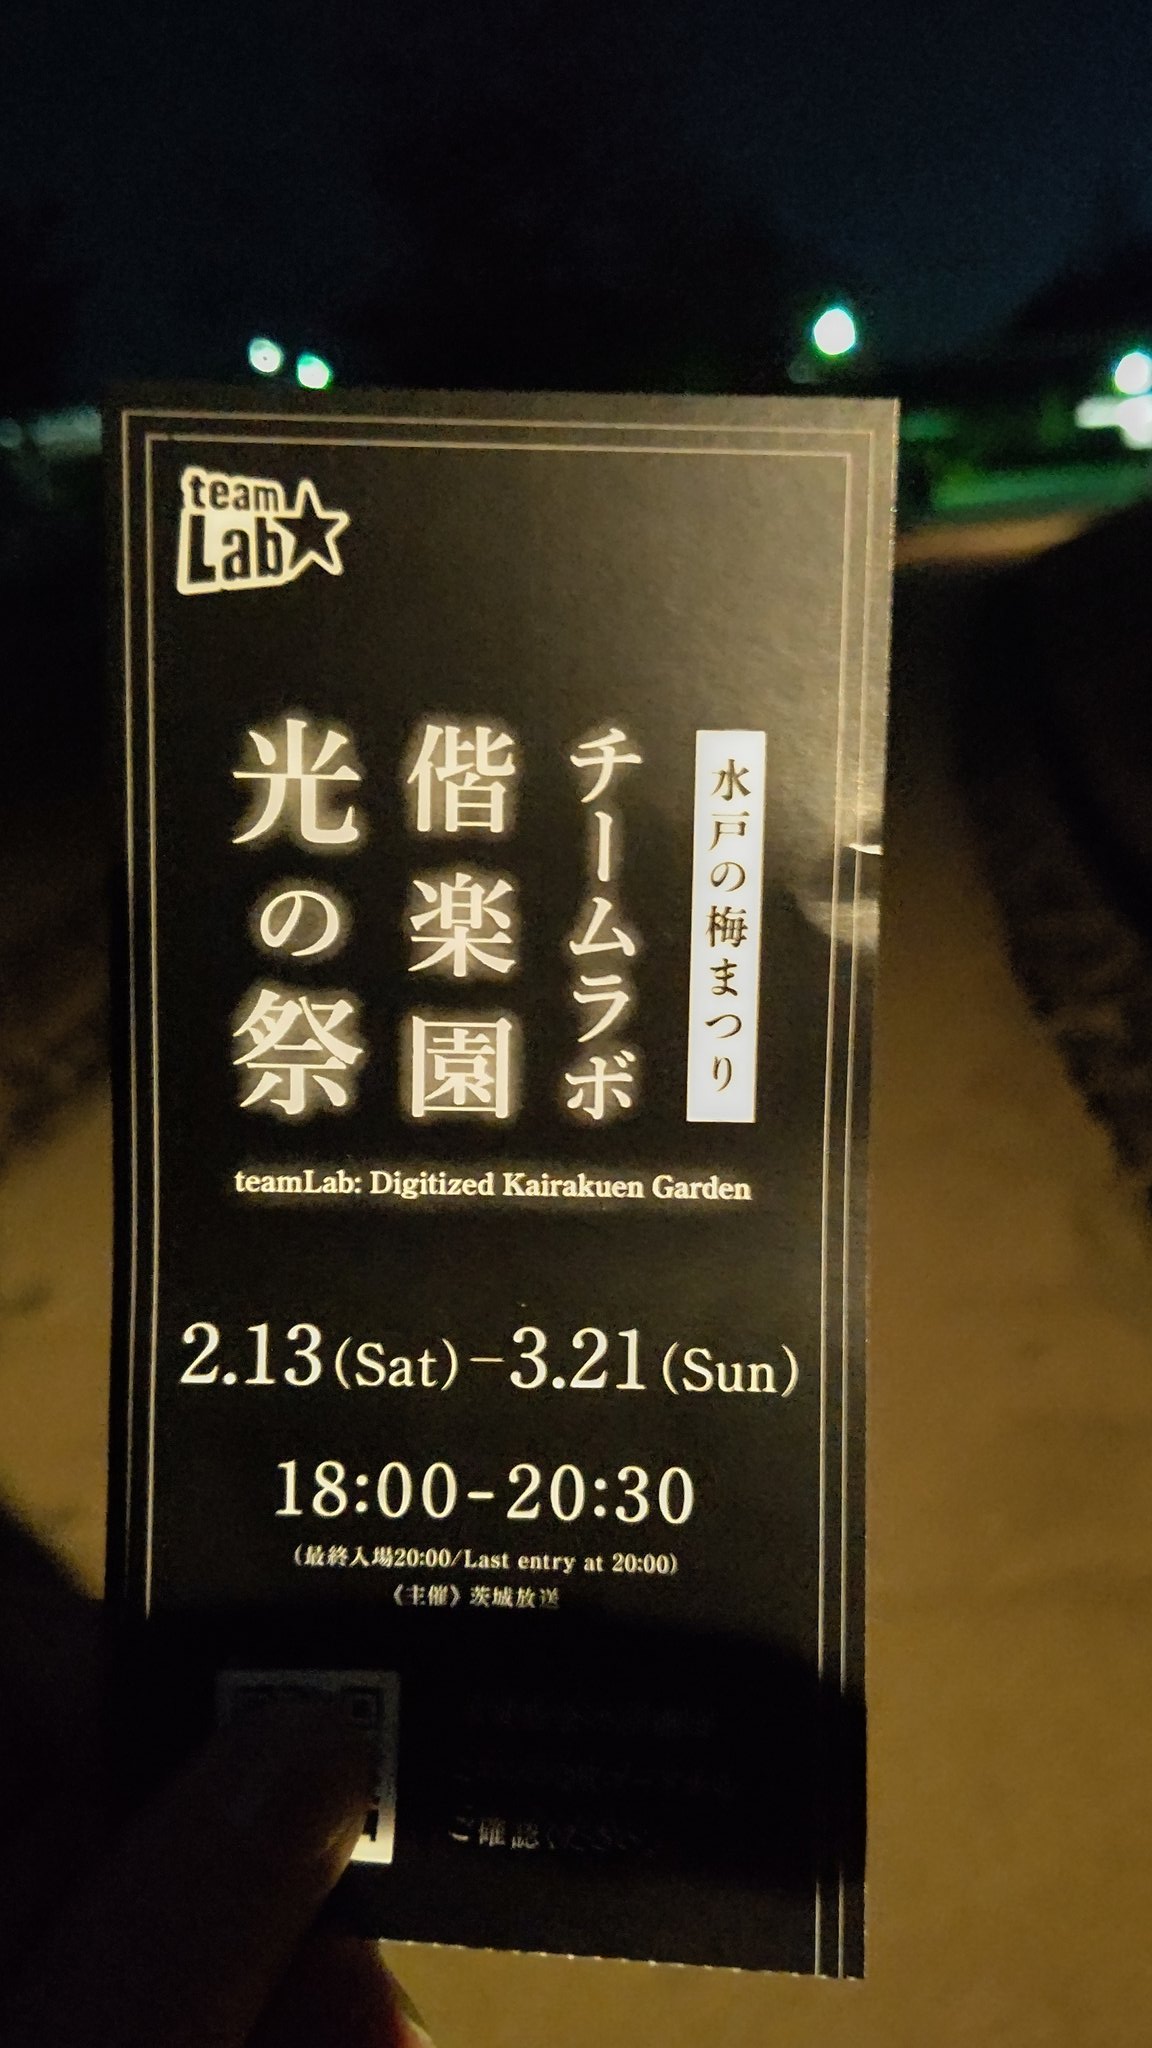 team
Lab☆
水戸の梅まつり
チームラボ
偕楽園
光の祭
teamLab: Digitized Kairakuen Garden
2.13(Sat)–3.21(Sun)
18:00-20:30
(最終入場20:00/Last entry at 20:00)
《主催》茨城放送
ご確認ください